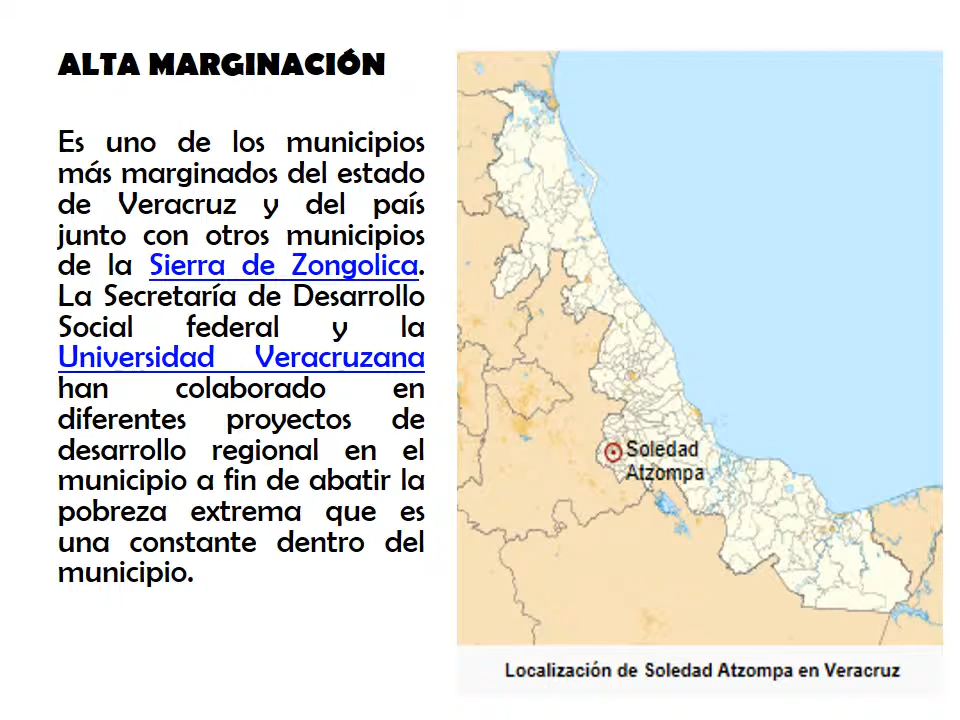 ALTA MARGINACIÓN
Es uno de los municipios
más marginados del estado
de Veracruz y del país
junto con otros municipios
de la Sierra de Zongolica.
La Secretaría de Desarrollo
Social federal y la
Universidad Veracruzana
han colaborado en
diferentes proyectos de
desarrollo regional en el
municipio a fin de abatir la
pobreza extrema que es
una constante dentro del
municipio.
Soledad
Atzompa
Localización de Soledad Atzompa en Veracruz